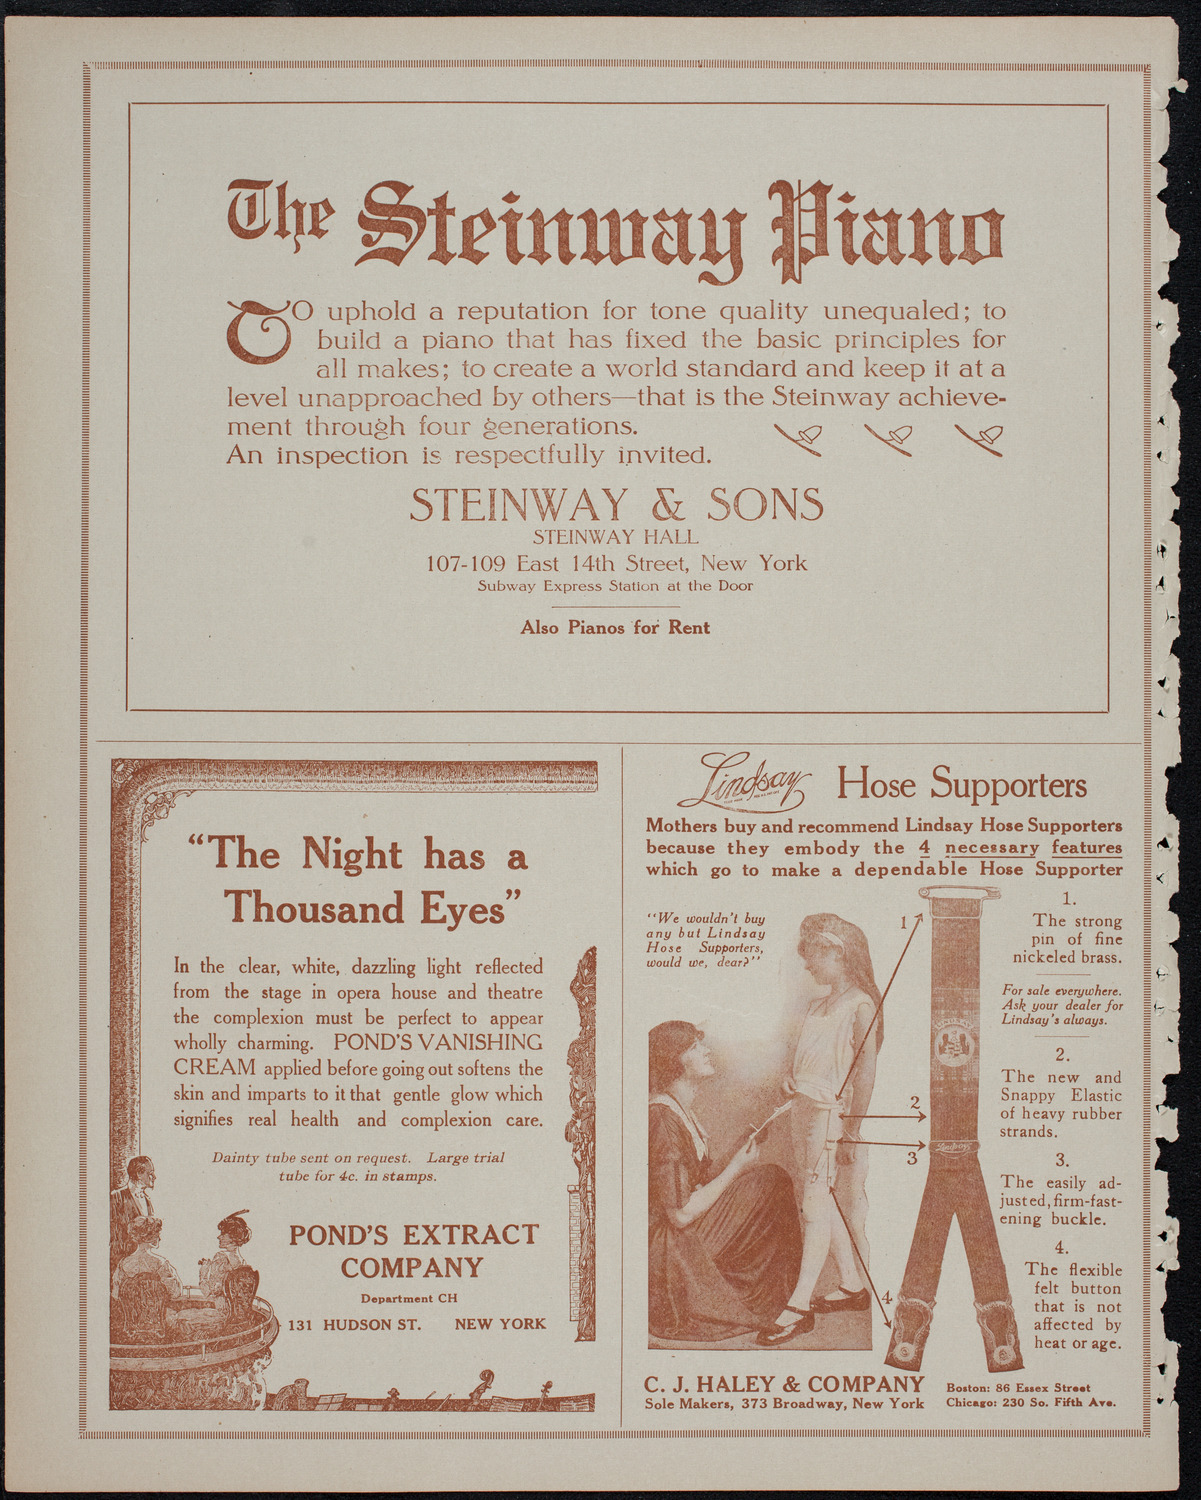 The Steinway Piano
TO uphold a reputation for tone quality unequaled; to
build a piano that has fixed the basic principles for
all makes; to create a world standard and keep it at a
level unapproached by others—that is the Steinway achieve-
ment through four generations.
An inspection is respectfully invited.
STEINWAY & SONS
STEINWAY HALL
107-109 East 14th Street, New York
Subway Express Station at the Door
Also Pianos for Rent
"The Night has a
Thousand Eyes"
In the clear, white, dazzling light reflected
from the stage in opera house and theatre
the complexion must be perfect to appear
wholly charming. POND'S VANISHING
CREAM applied before going out softens the
skin and imparts to it that gentle glow which
signifies real health and complexion care.
Dainty tube sent on request. Large trial
tube for 4c. in stamps.
POND'S EXTRACT
COMPANY
Department CH
131 HUDSON ST. NEW YORK
Lindsay Hose Supporters
Mothers buy and recommend Lindsay Hose Supporters
because they embody the 4 necessary features
which go to make a dependable Hose Supporter
"We wouldn't buy
any but Lindsay
Hose Supporters,
would we, dear?"
1
2
3
4
1.
The strong
pin of fine
nickeled brass.
For sale everywhere.
Ask your dealer for
Lindsay's always.
2.
The new and
Snappy Elastic
of heavy rubber
strands.
3.
The easily ad-
justed, firm-fast-
ening buckle.
4.
The flexible
felt button
that is not
affected by
heat or age.
C. J. HALEY & COMPANY
Sole Makers, 373 Broadway, New York
Boston: 86 Essex Street
Chicago: 230 So. Fifth Ave.